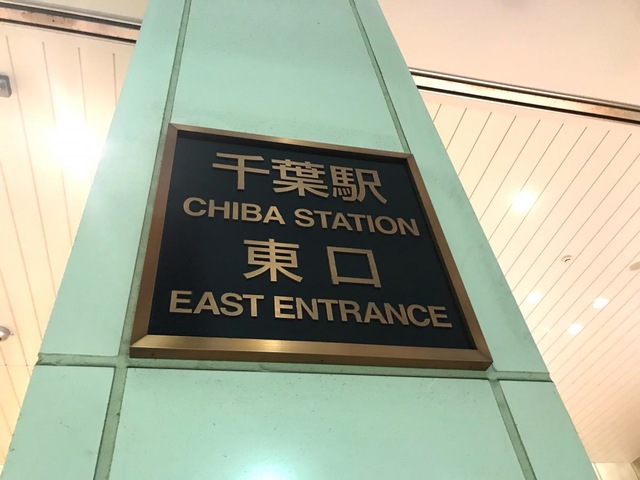 千葉駅
CHIBA STATION
東口
EAST ENTRANCE